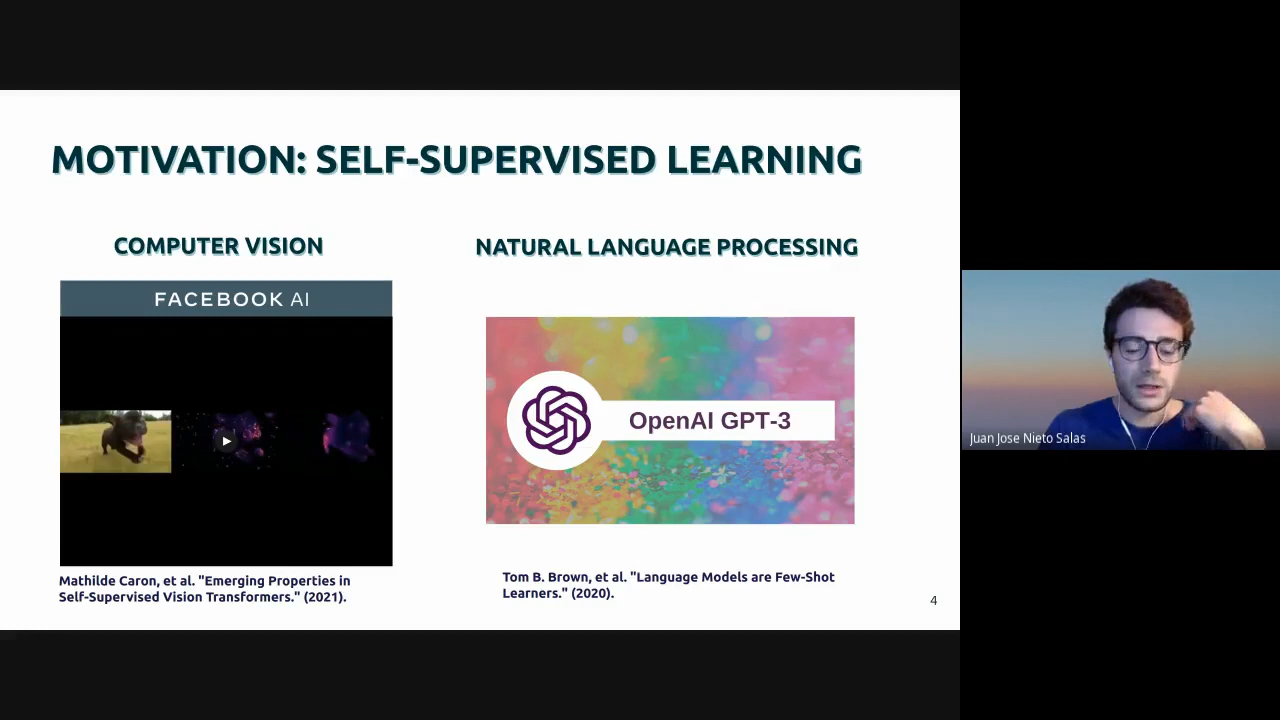 MOTIVATION: SELF-SUPERVISED LEARNING
COMPUTER VISION
FACEBOOK AI
Mathilde Caron, et al. "Emerging Properties in
Self-Supervised Vision Transformers." (2021).
NATURAL LANGUAGE PROCESSING
OpenAI GPT-3
Tom B. Brown, et al. "Language Models are Few-Shot
Learners." (2020).
4
Juan Jose Nieto Salas